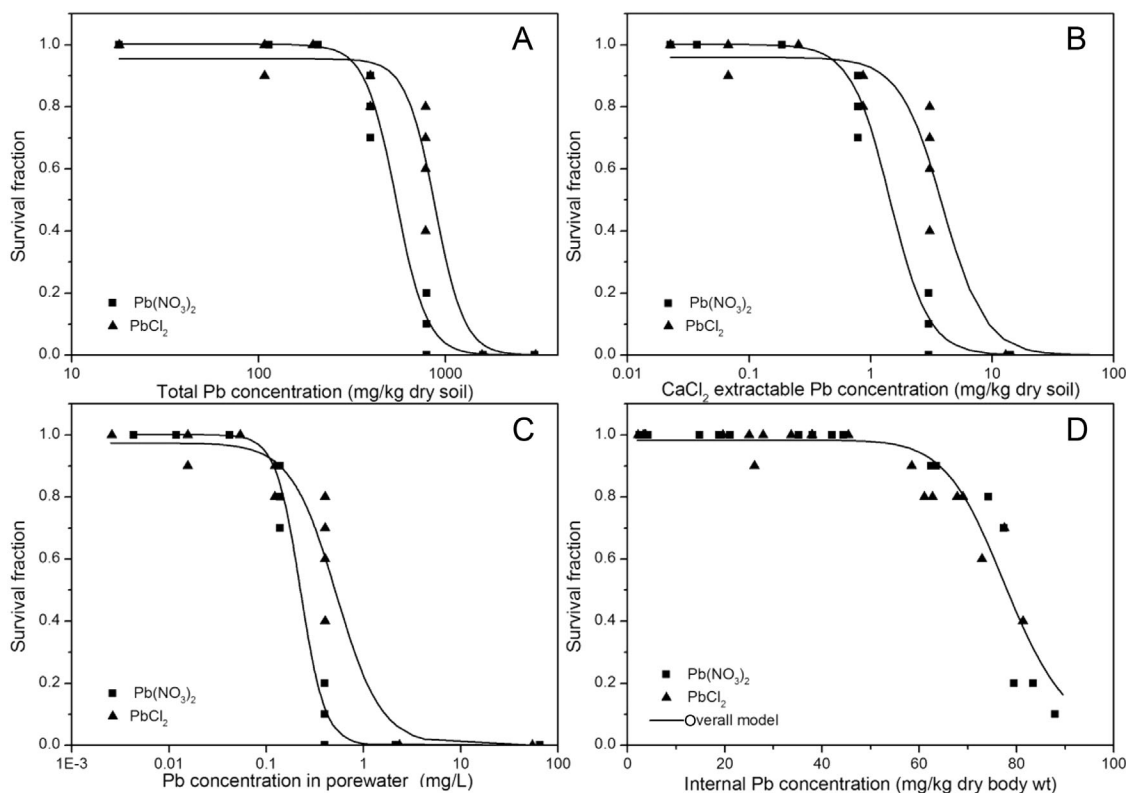 A
Survival fraction
1.0
0.8
0.6
0.4
0.2
0.0
Pb(NO₃)₂
PbCl₂
10 100 1000
Total Pb concentration (mg/kg dry soil)
B
Survival fraction
1.0
0.8
0.6
0.4
0.2
0.0
Pb(NO₃)₂
PbCl₂
0.01 0.1 1 10 100
CaCl₂ extractable Pb concentration (mg/kg dry soil)
C
Survival fraction
1.0
0.8
0.6
0.4
0.2
0.0
Pb(NO₃)₂
PbCl₂
1E-3 0.01 0.1 1 10 100
Pb concentration in porewater (mg/L)
D
Survival fraction
1.0
0.8
0.6
0.4
0.2
0.0
Pb(NO₃)₂
PbCl₂
Overall model
0 20 40 60 80 100
Internal Pb concentration (mg/kg dry body wt)